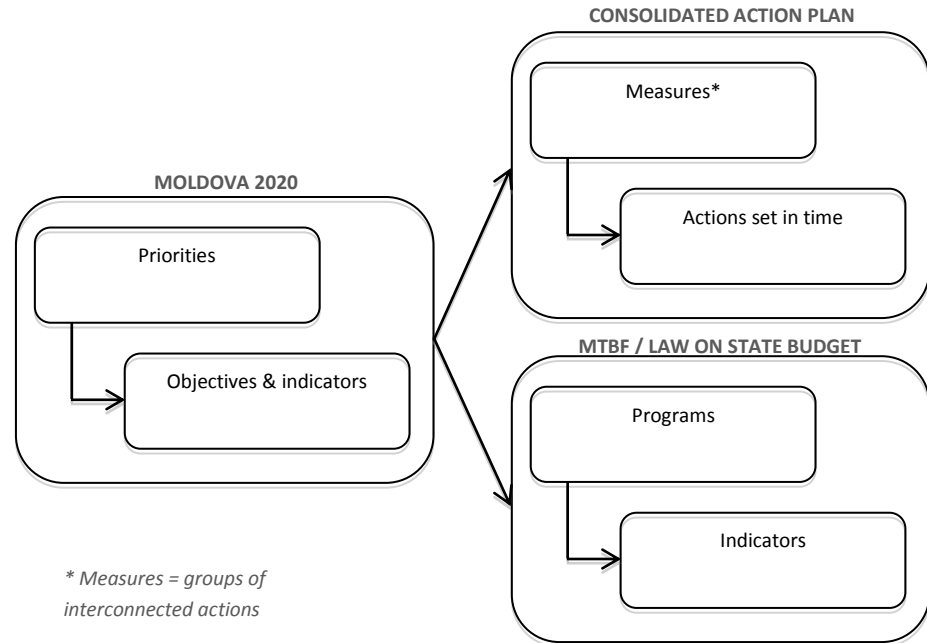 CONSOLIDATED ACTION PLAN
Measures*
Actions set in time
MOLDOVA 2020
Priorities
Objectives & indicators
MTBF / LAW ON STATE BUDGET
Programs
Indicators
* Measures = groups of
interconnected actions